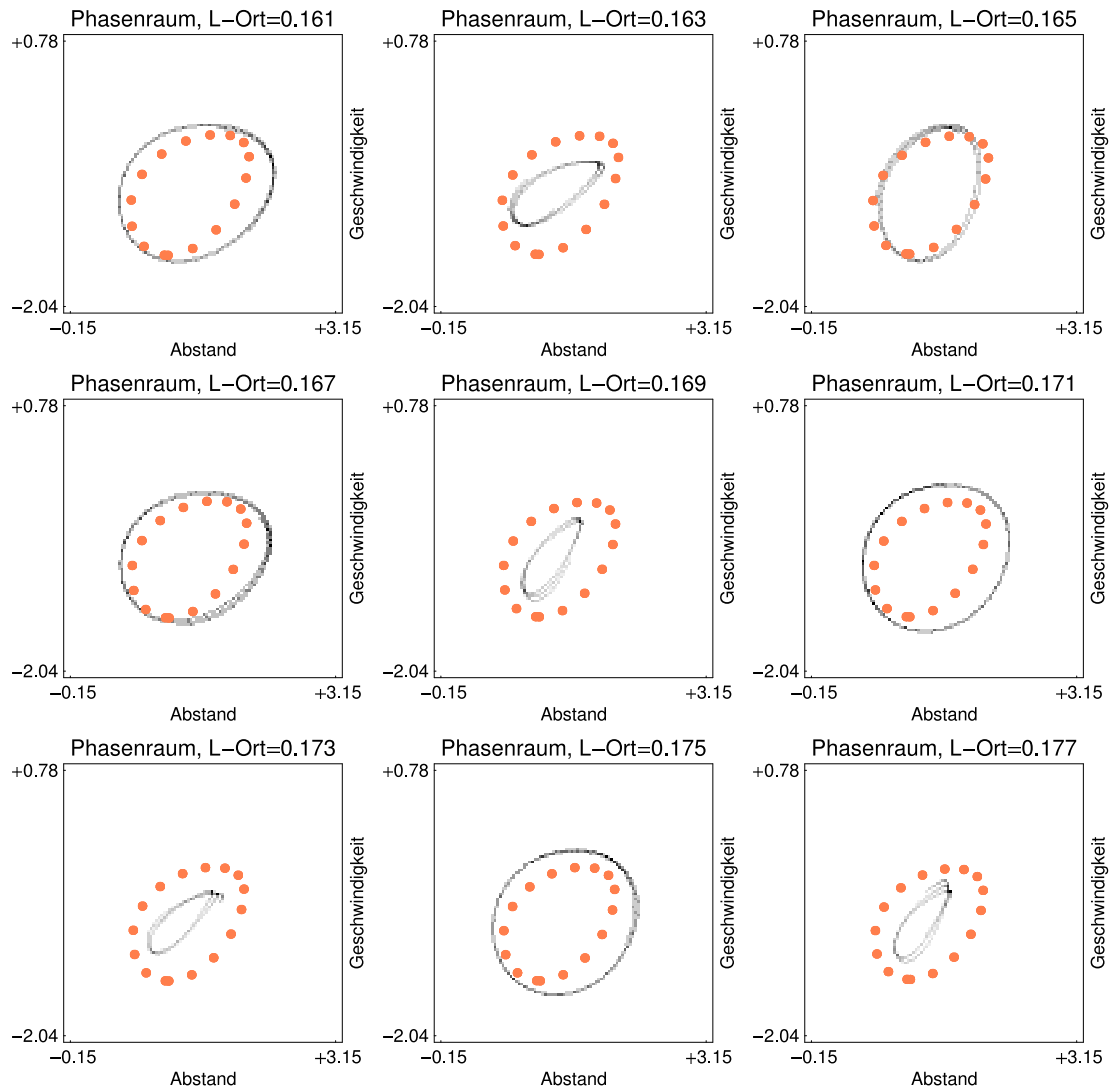 Phasenraum, L−Ort=0.161
+0.78
Geschwindigkeit
−2.04
−0.15
+3.15
Abstand
Phasenraum, L−Ort=0.163
+0.78
Geschwindigkeit
−2.04
−0.15
+3.15
Abstand
Phasenraum, L−Ort=0.165
+0.78
Geschwindigkeit
−2.04
−0.15
+3.15
Abstand
Phasenraum, L−Ort=0.167
+0.78
Geschwindigkeit
−2.04
−0.15
+3.15
Abstand
Phasenraum, L−Ort=0.169
+0.78
Geschwindigkeit
−2.04
−0.15
+3.15
Abstand
Phasenraum, L−Ort=0.171
+0.78
Geschwindigkeit
−2.04
−0.15
+3.15
Abstand
Phasenraum, L−Ort=0.173
+0.78
Geschwindigkeit
−2.04
−0.15
+3.15
Abstand
Phasenraum, L−Ort=0.175
+0.78
Geschwindigkeit
−2.04
−0.15
+3.15
Abstand
Phasenraum, L−Ort=0.177
+0.78
Geschwindigkeit
−2.04
−0.15
+3.15
Abstand